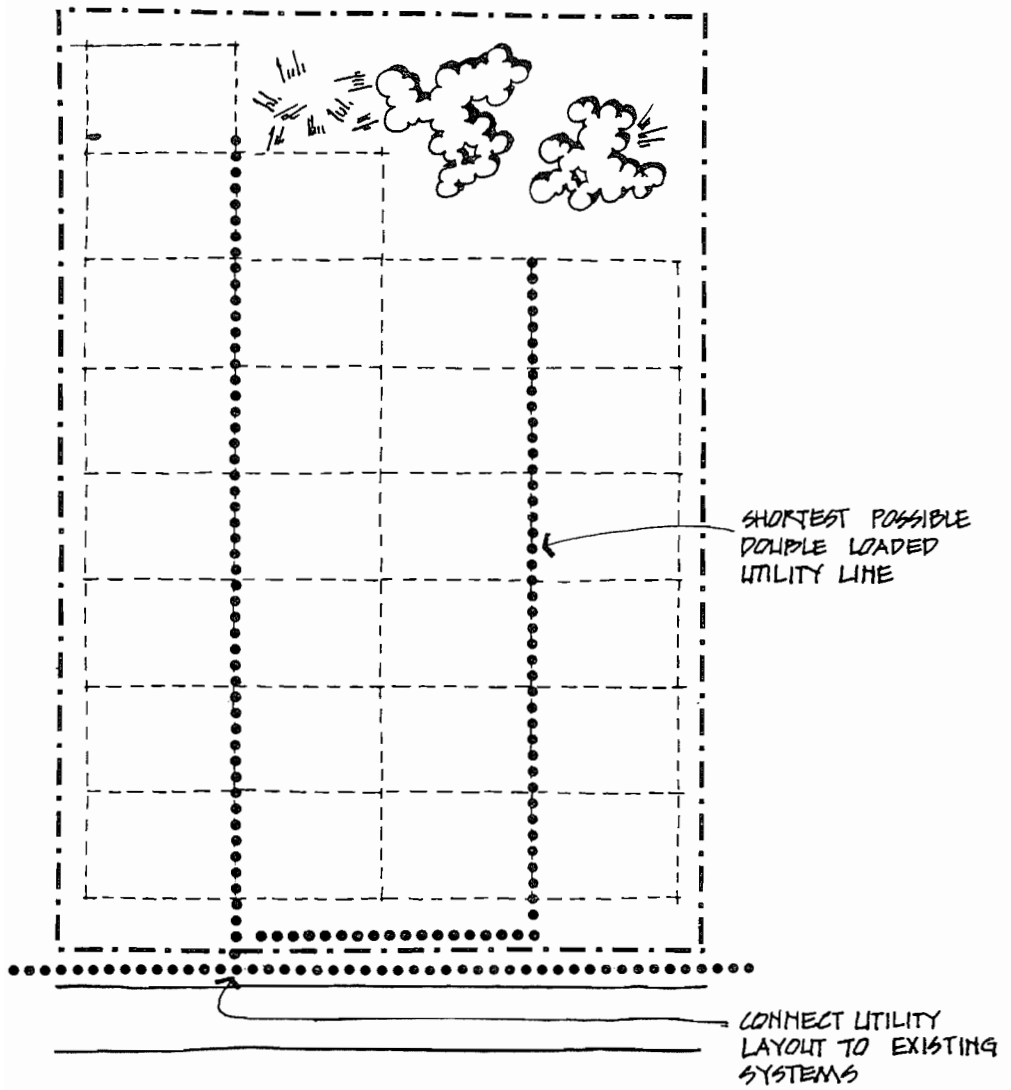 SHORTEST POSSIBLE
DOUBLE LOADED
UTILITY LINE
CONNECT UTILITY
LAYOUT TO EXISTING
SYSTEMS